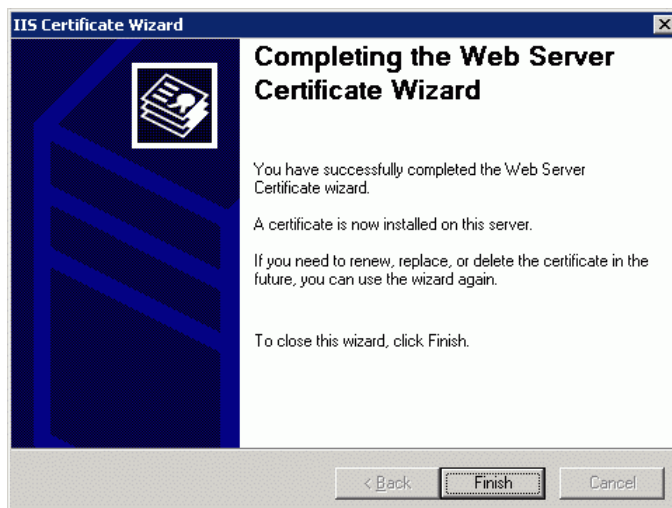 IIS Certificate Wizard
Completing the Web Server
Certificate Wizard
You have successfully completed the Web Server
Certificate wizard.
A certificate is now installed on this server.
If you need to renew, replace, or delete the certificate in the
future, you can use the wizard again.
To close this wizard, click Finish.
< Back
Finish
Cancel